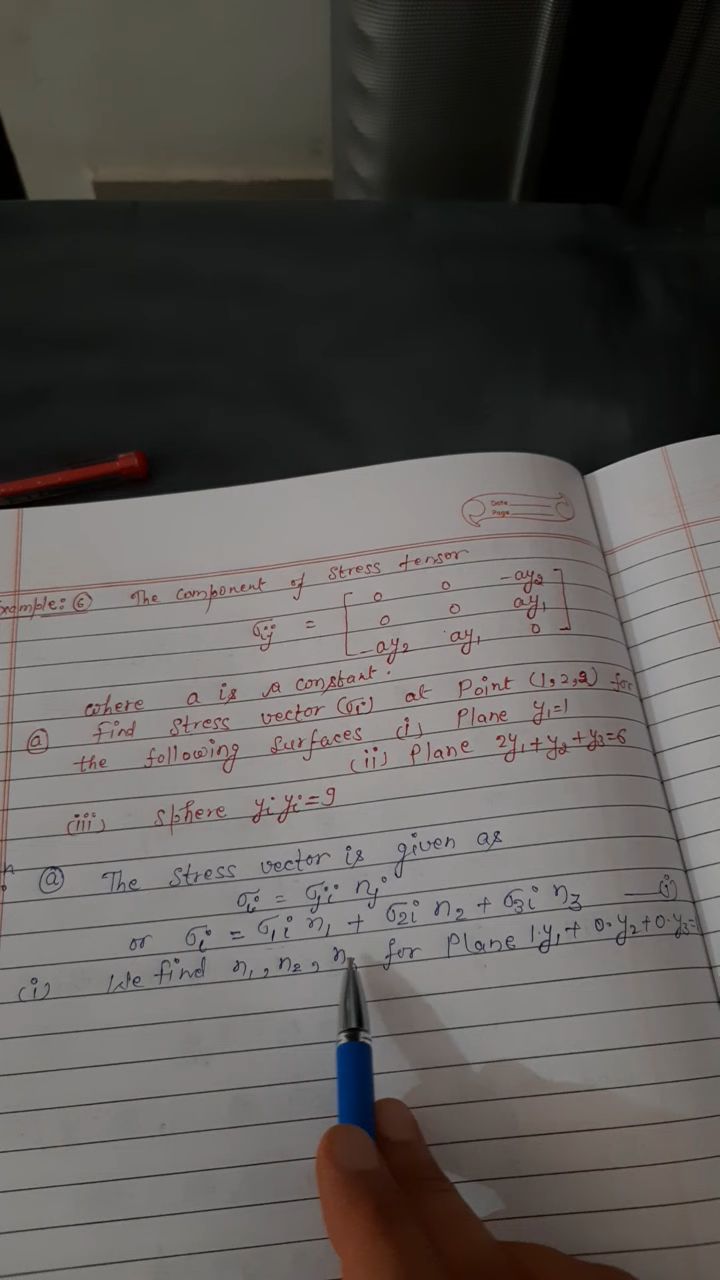 Date
Page
Example: ⑥ The component of stress tensor
σij = [ 0 0 -ay2
0 0 ay1
-ay2 ay1 0 ]
where a is a constant.
ⓐ find stress vector (σi) at Point (1,2,2) for
the following surfaces (i) Plane y1=1
(ii) Plane 2y1+y2+y3=6
(iii) Sphere yiyi=9
ⓐ The stress vector is given as
σi = σji nj
or σi = σ1i n1 + σ2i n2 + σ3i n3 —(i)
(i) We find n1, n2, n3 for Plane 1·y1+0·y2+0·y3=